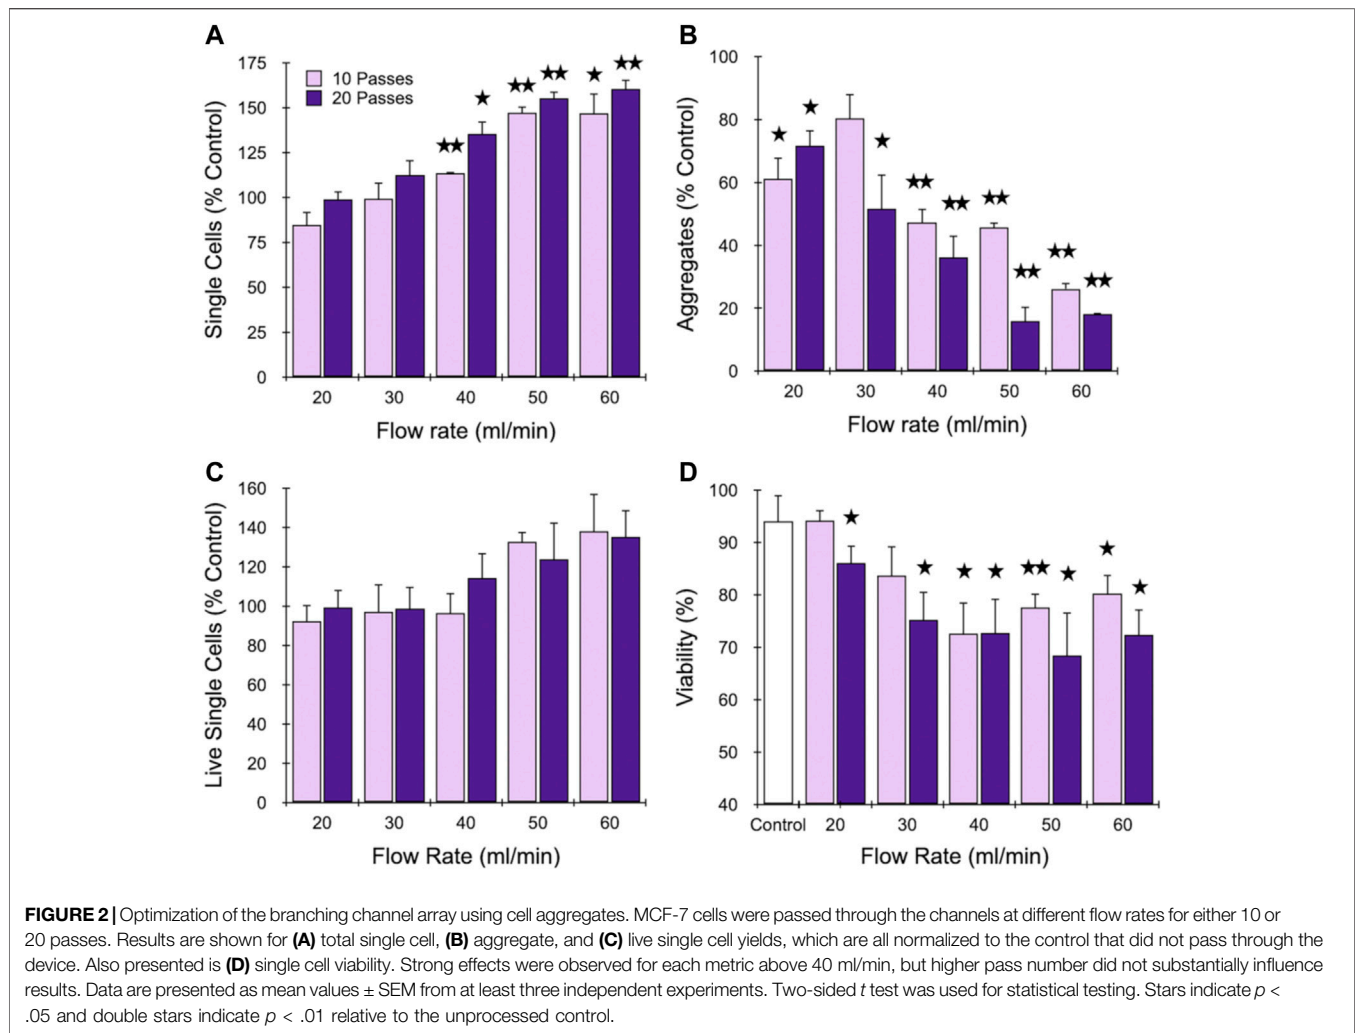 A
175
150
125
100
75
50
25
0
Single Cells (% Control)
10 Passes
20 Passes
★★
★
★★
★★
★
★★
20 30 40 50 60
Flow rate (ml/min)
B
100
80
60
40
20
0
Aggregates (% Control)
★
★
★
★★
★★
★★
★★
★★
★★
20 30 40 50 60
Flow rate (ml/min)
C
160
140
120
100
80
60
40
20
0
Live Single Cells (% Control)
20 30 40 50 60
Flow Rate (ml/min)
D
100
90
80
70
60
50
40
Viability (%)
★
★
★
★
★★
★
★
★
Control 20 30 40 50 60
Flow Rate (ml/min)
FIGURE 2 | Optimization of the branching channel array using cell aggregates. MCF-7 cells were passed through the channels at different flow rates for either 10 or
20 passes. Results are shown for (A) total single cell, (B) aggregate, and (C) live single cell yields, which are all normalized to the control that did not pass through the
device. Also presented is (D) single cell viability. Strong effects were observed for each metric above 40 ml/min, but higher pass number did not substantially influence
results. Data are presented as mean values ± SEM from at least three independent experiments. Two-sided t test was used for statistical testing. Stars indicate p <
.05 and double stars indicate p < .01 relative to the unprocessed control.